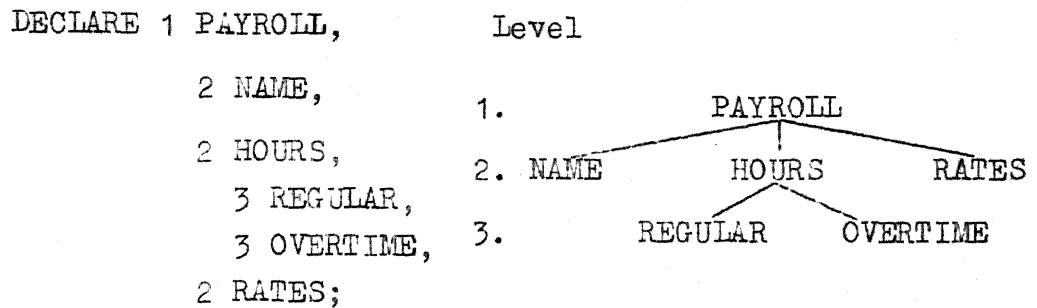 DECLARE 1 PAYROLL,
2 NAME,
2 HOURS,
3 REGULAR,
3 OVERTIME,
2 RATES;
Level
1. PAYROLL
2. NAME HOURS RATES
3. REGULAR OVERTIME